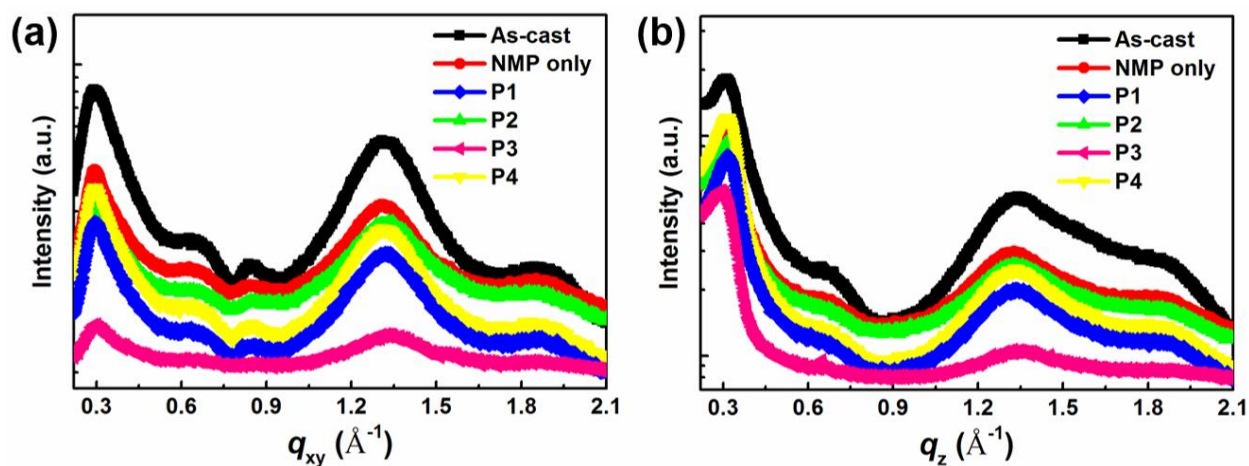 (a)
As-cast
NMP only
P1
P2
P3
P4
Intensity (a.u.)
0.3 0.6 0.9 1.2 1.5 1.8 2.1
qxy (Å-1)
(b)
As-cast
NMP only
P1
P2
P3
P4
Intensity (a.u.)
0.3 0.6 0.9 1.2 1.5 1.8 2.1
qz (Å-1)